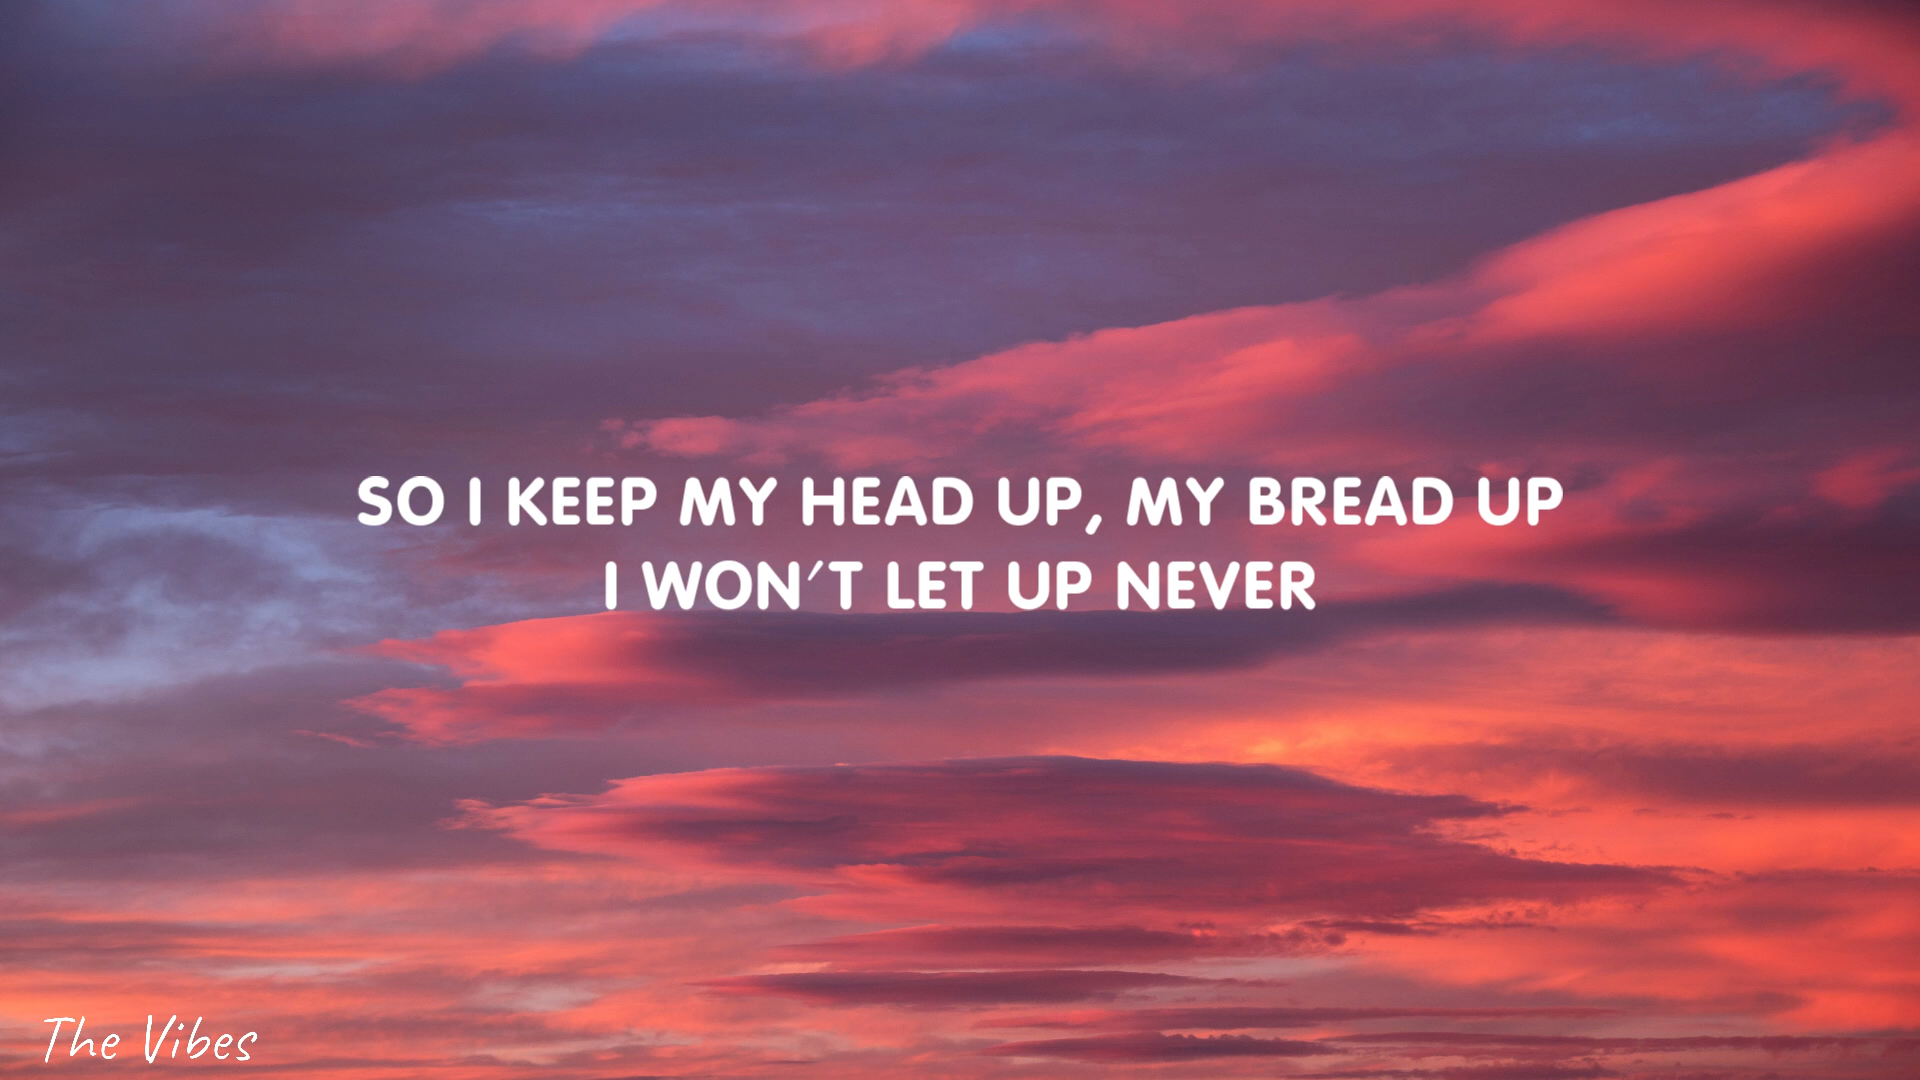 SO I KEEP MY HEAD UP, MY BREAD UP
I WON'T LET UP NEVER
The Vibes